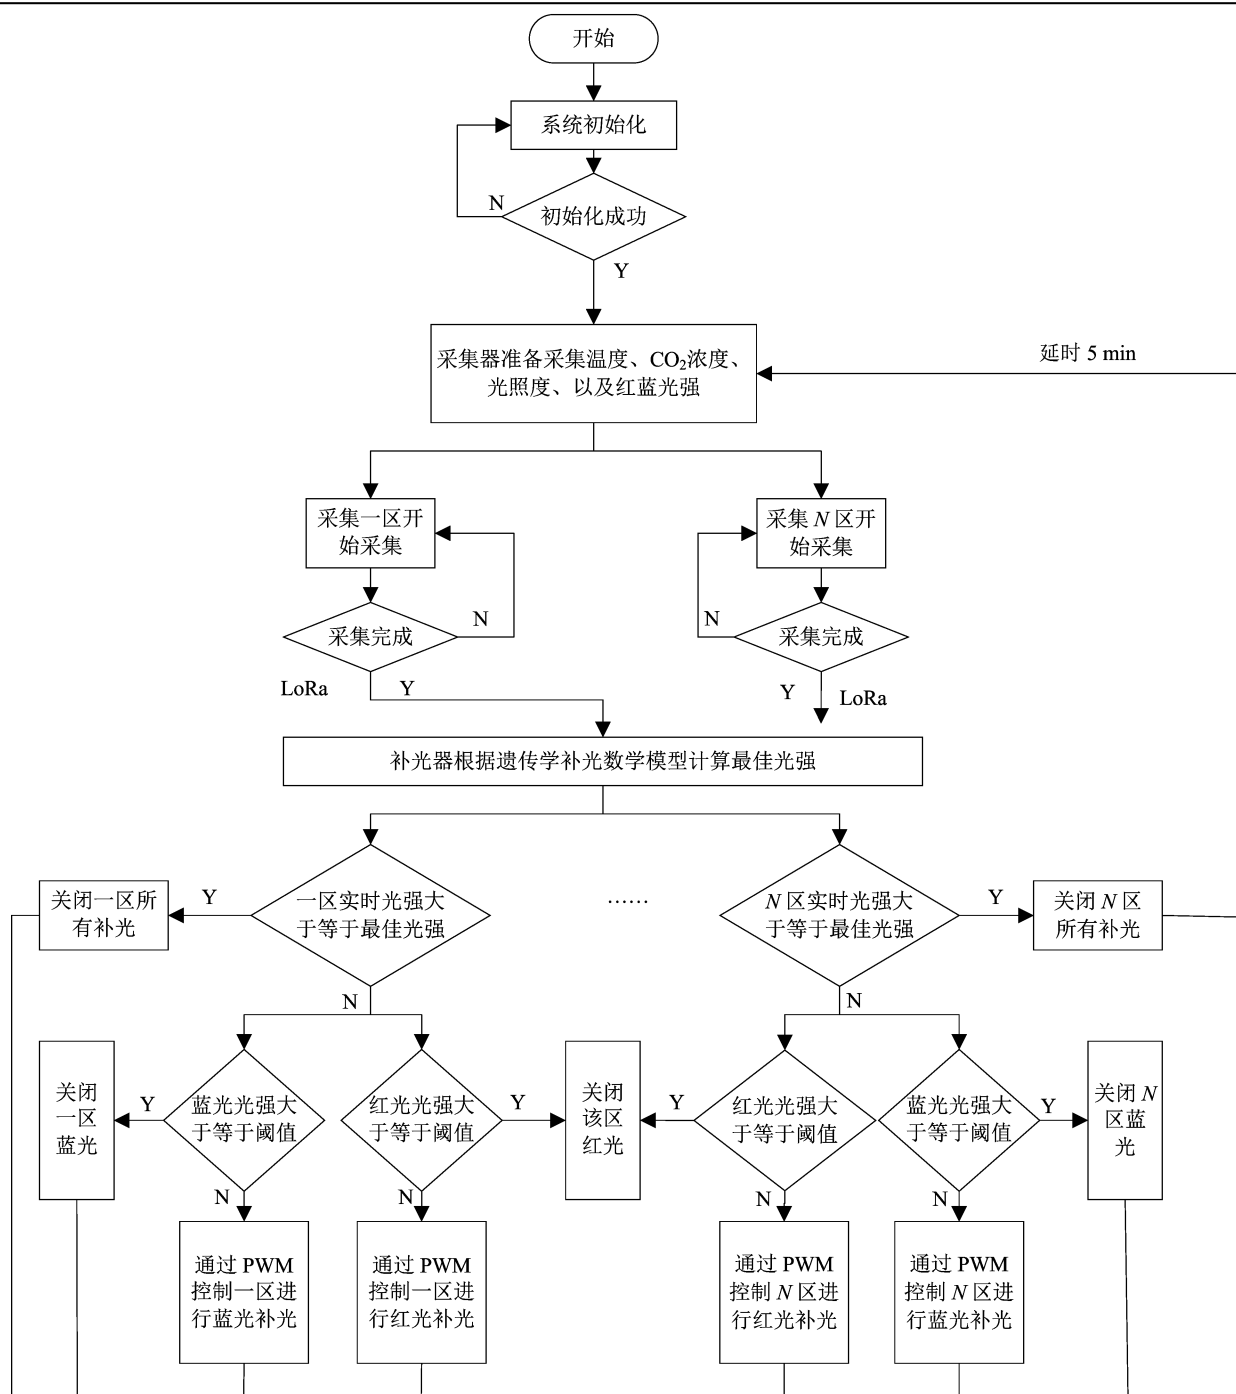 开始
系统初始化
N
初始化成功
Y
采集器准备采集温度、CO₂浓度、
光照度、以及红蓝光强
延时 5 min
采集一区开
始采集
采集 N 区开
始采集
采集完成
N
N
采集完成
LoRa
Y
Y
LoRa
补光器根据遗传学补光数学模型计算最佳光强
关闭一区所
有补光
Y
一区实时光强大
于等于最佳光强
……
N 区实时光强大
于等于最佳光强
Y
关闭 N 区
所有补光
N
N
关闭
一区
蓝光
Y
蓝光光强大
于等于阈值
红光光强大
于等于阈值
Y
关闭
该区
红光
Y
红光光强大
于等于阈值
蓝光光强大
于等于阈值
Y
关闭 N
区蓝
光
N
N
N
N
通过 PWM
控制一区进
行蓝光补光
通过 PWM
控制一区进
行红光补光
通过 PWM
控制 N 区进
行红光补光
通过 PWM
控制 N 区进
行蓝光补光